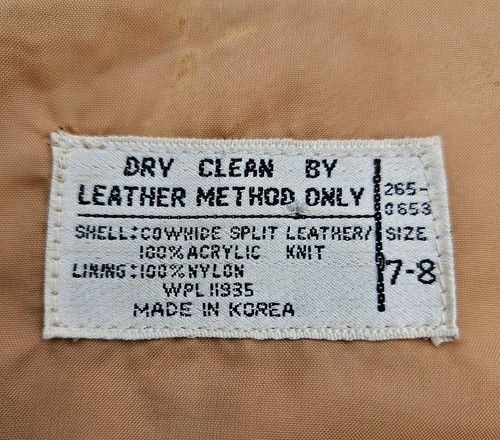 DRY CLEAN BY
LEATHER METHOD ONLY
SHELL: COWHIDE SPLIT LEATHER/
100% ACRYLIC KNIT
LINING: 100% NYLON
WPL 11935
MADE IN KOREA
265-
0653
SIZE
7-8